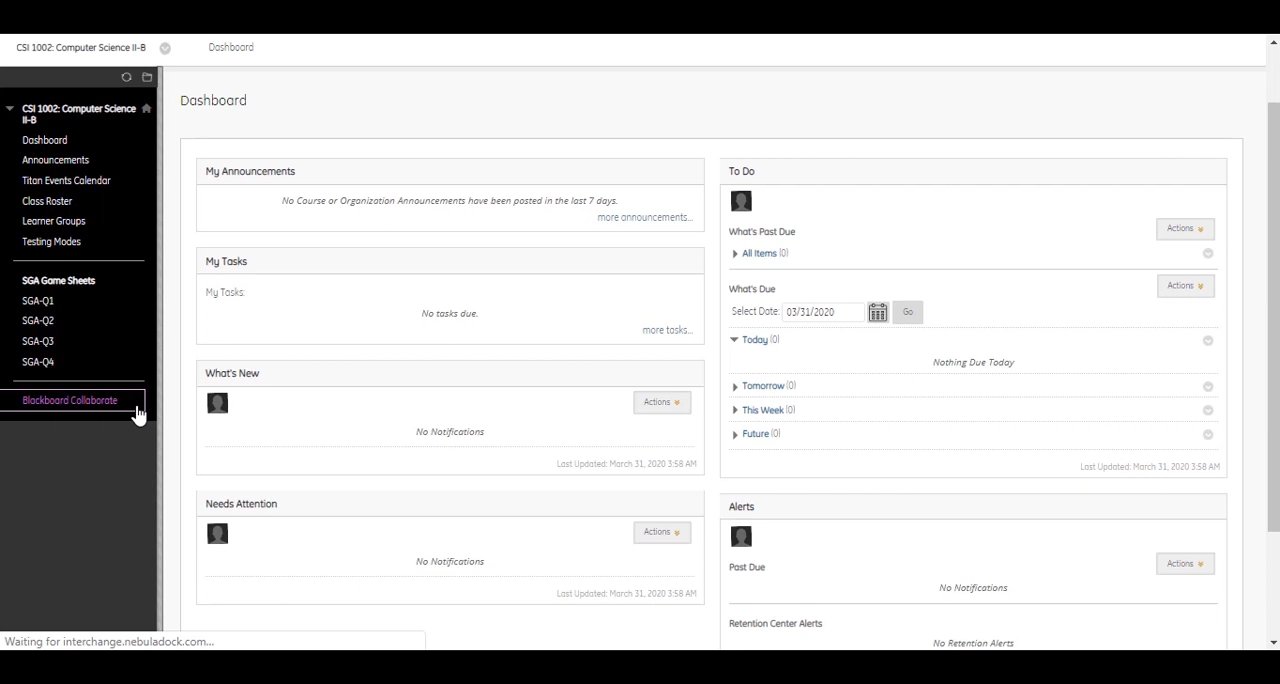 CSI 1002: Computer Science II-B
Dashboard
CSI 1002: Computer Science
II-B
Dashboard
Announcements
Titan Events Calendar
Class Roster
Learner Groups
Testing Modes
SGA Game Sheets
SGA-Q1
SGA-Q2
SGA-Q3
SGA-Q4
Blackboard Collaborate
Dashboard
My Announcements
No Course or Organization Announcements have been posted in the last 7 days.
more announcements...
My Tasks
My Tasks:
No tasks due.
more tasks...
What's New
Actions
No Notifications
Last Updated: March 31, 2020 3:58 AM
Needs Attention
Actions
No Notifications
Last Updated: March 31, 2020 3:58 AM
To Do
Actions
What's Past Due
All Items (0)
Actions
What's Due
Select Date: 03/31/2020 Go
Today (0)
Nothing Due Today
Tomorrow (0)
This Week (0)
Future (0)
Last Updated: March 31, 2020 3:58 AM
Alerts
Actions
Past Due
No Notifications
Retention Center Alerts
No Retention Alerts
Waiting for interchange.nebuladock.com...